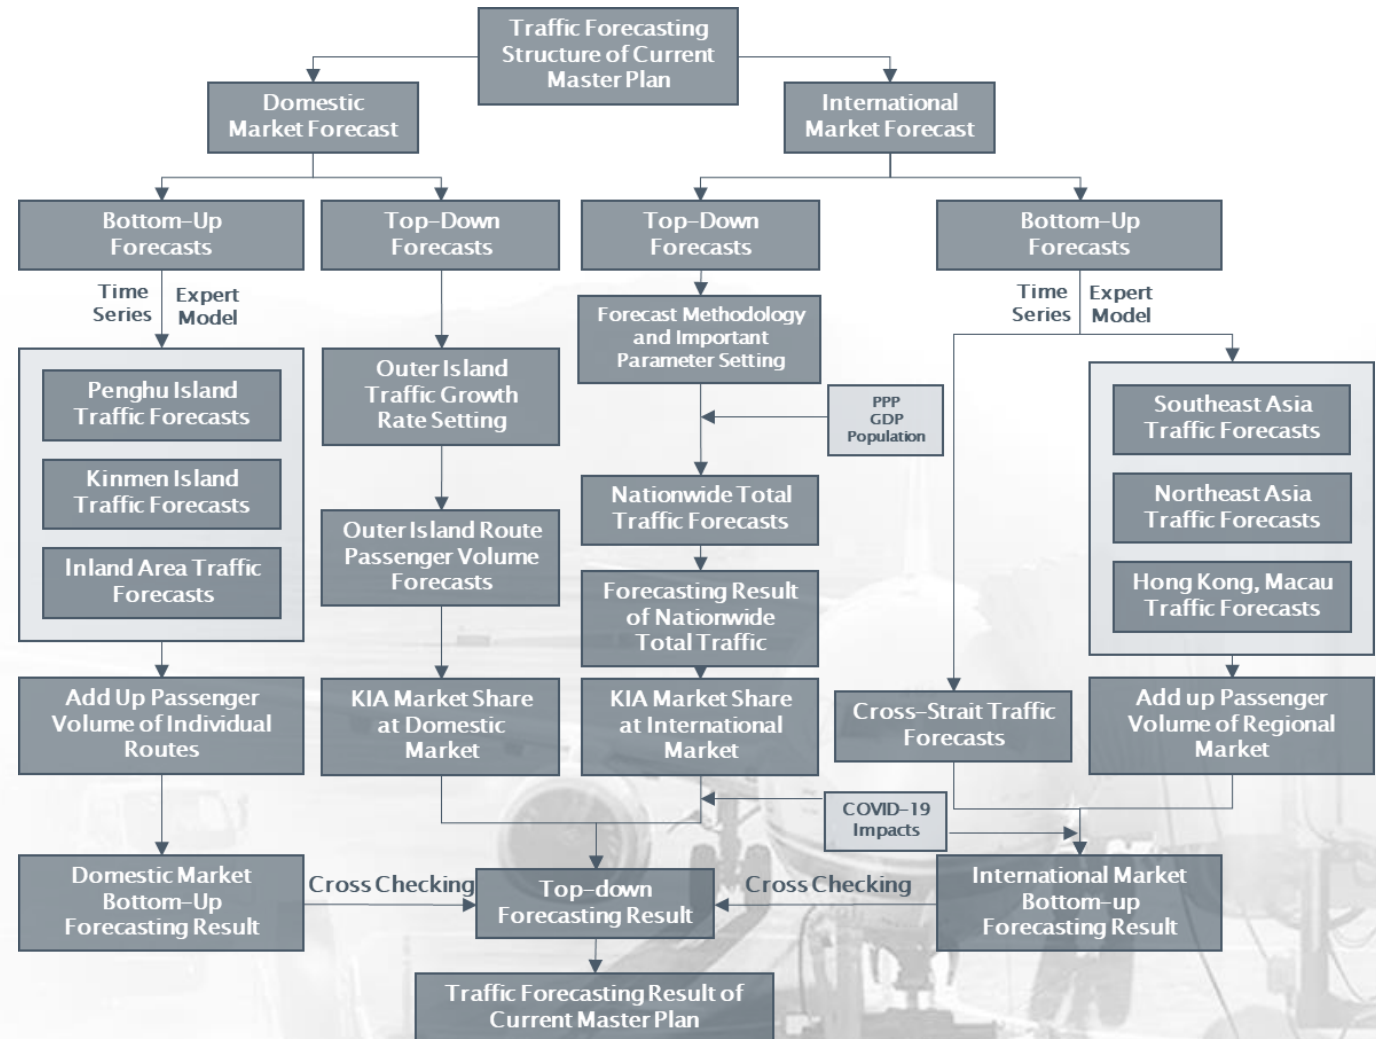 Traffic Forecasting
Structure of Current
Master Plan
Domestic
Market Forecast
International
Market Forecast
Bottom-Up
Forecasts
Top-Down
Forecasts
Top-Down
Forecasts
Bottom-Up
Forecasts
Time
Series
Expert
Model
Time
Series
Expert
Model
Penghu Island
Traffic Forecasts
Kinmen Island
Traffic Forecasts
Inland Area Traffic
Forecasts
Outer Island
Traffic Growth
Rate Setting
Outer Island Route
Passenger Volume
Forecasts
Forecast Methodology
and Important
Parameter Setting
PPP
GDP
Population
Nationwide Total
Traffic Forecasts
Forecasting Result
of Nationwide
Total Traffic
Southeast Asia
Traffic Forecasts
Northeast Asia
Traffic Forecasts
Hong Kong, Macau
Traffic Forecasts
Add Up Passenger
Volume of Individual
Routes
KIA Market Share
at Domestic
Market
KIA Market Share
at International
Market
Cross-Strait Traffic
Forecasts
Add up Passenger
Volume of Regional
Market
COVID-19
Impacts
Domestic Market
Bottom-Up
Forecasting Result
Cross Checking
Top-down
Forecasting Result
Cross Checking
International Market
Bottom-up
Forecasting Result
Traffic Forecasting Result of
Current Master Plan